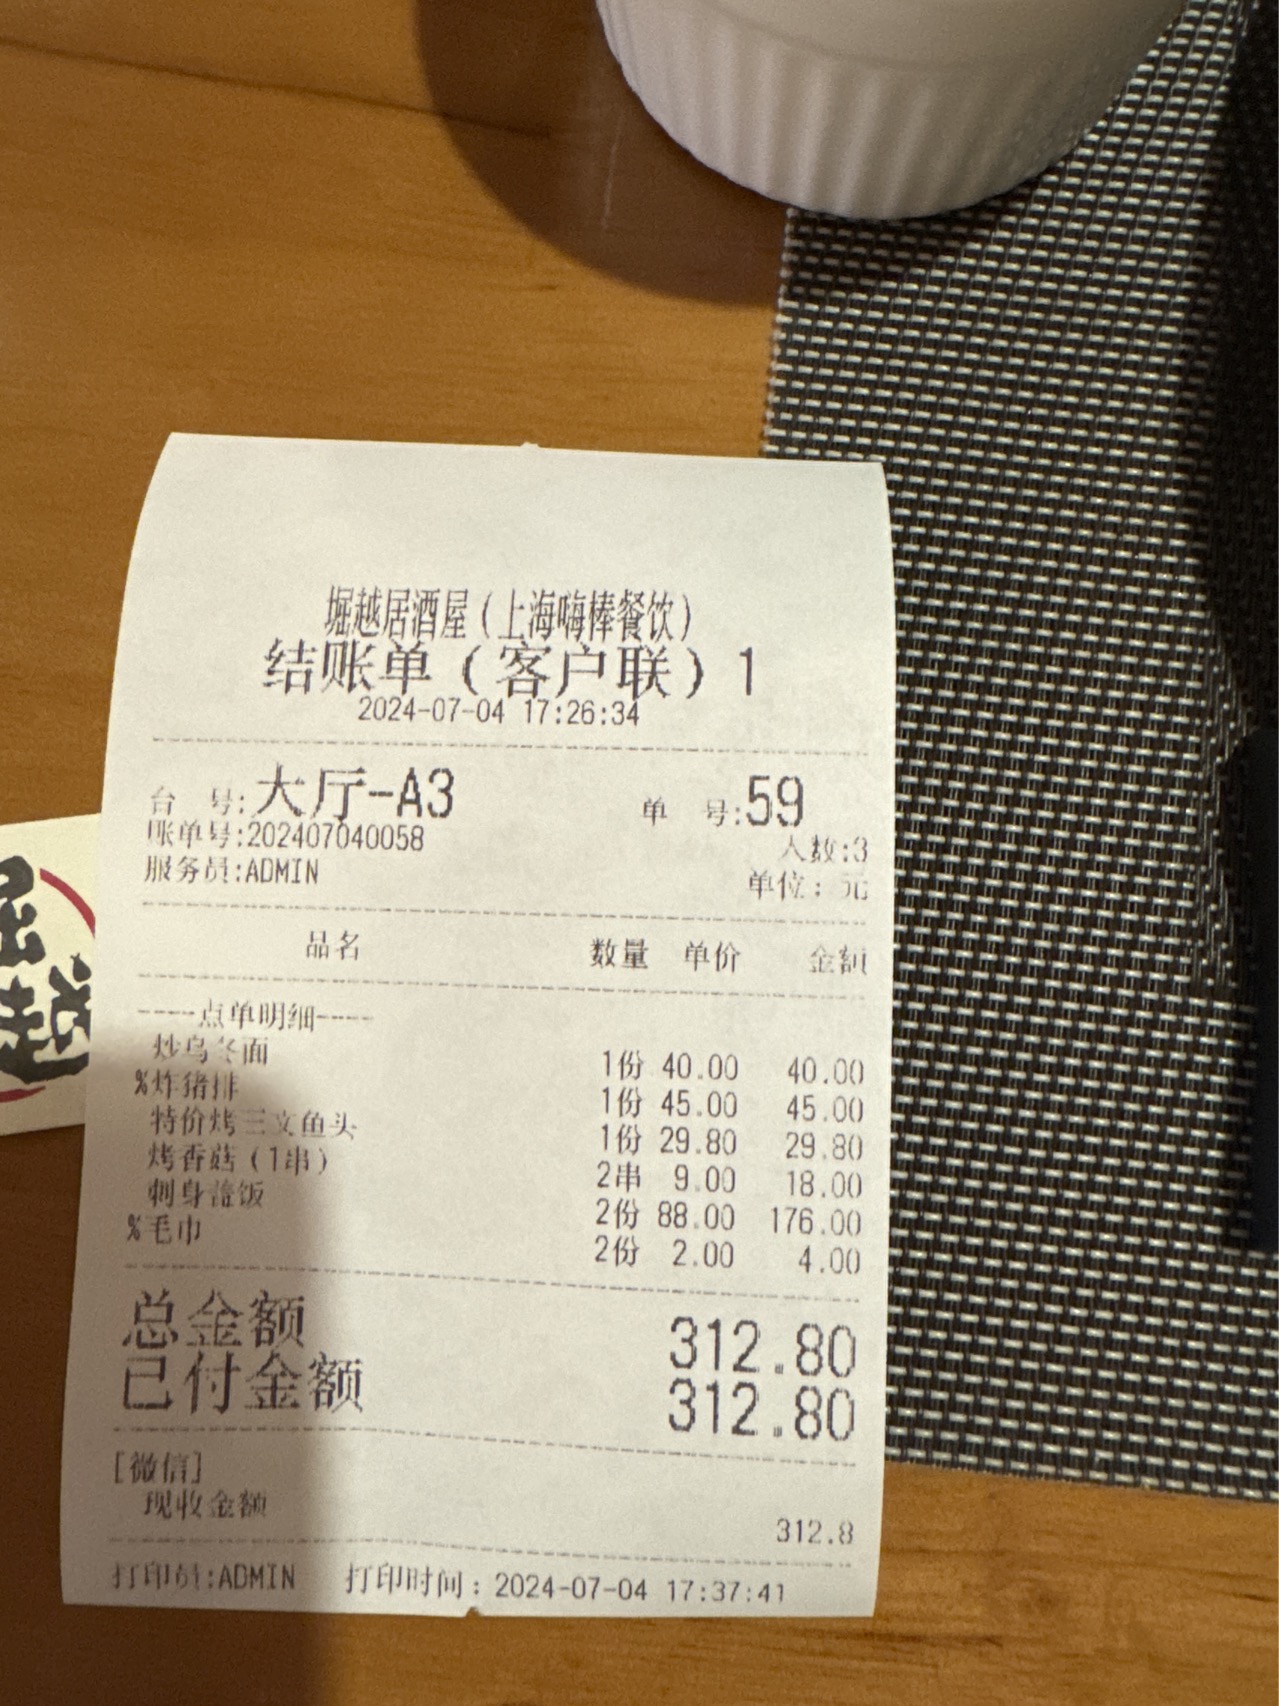 堀越居酒屋(上海嗨棒餐饮)
结账单(客户联)1
2024-07-04 17:26:34
台 号:大厅-A3 单 号:59
账单号:202407040058 人数:3
服务员:ADMIN 单位:元
品名 数量 单价 金额
----点单明细----
炒乌冬面 1份 40.00 40.00
%炸猪排 1份 45.00 45.00
特价烤三文鱼头 1份 29.80 29.80
烤香菇(1串) 2串 9.00 18.00
刺身盖饭 2份 88.00 176.00
%毛巾 2份 2.00 4.00
总金额 312.80
已付金额 312.80
[微信]
现收金额 312.8
打印员:ADMIN 打印时间:2024-07-04 17:37:41
越